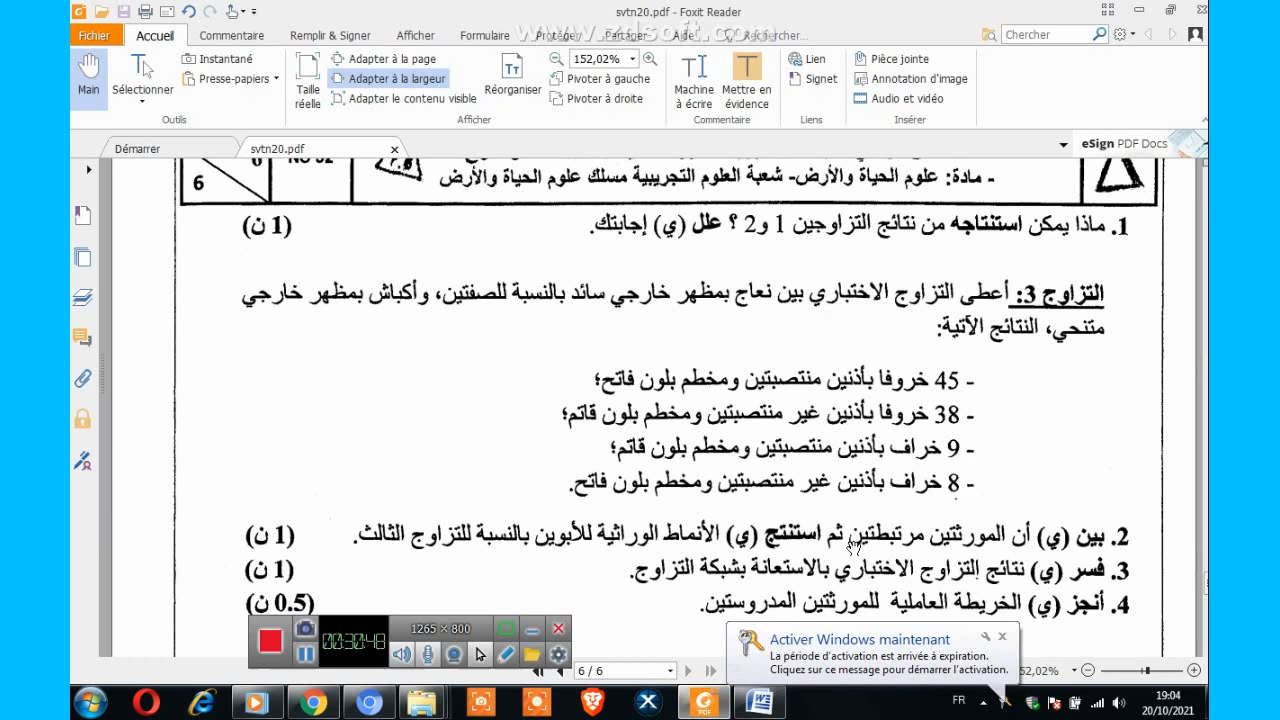 svtn20.pdf - Foxit Reader
www.zdsoft.com
Fichier Accueil Commentaire Remplir & Signer Afficher Formulaire Protéger Partager Aide Rechercher... Chercher
Main
Sélectionner
Instantané
Presse-papiers
Outils
Taille réelle
Adapter à la page
Adapter à la largeur
Adapter le contenu visible
Réorganiser
152,02%
Pivoter à gauche
Pivoter à droite
Afficher
Machine à écrire
Mettre en évidence
Commentaire
Lien
Signet
Liens
Pièce jointe
Annotation d'image
Audio et vidéo
Insérer
Démarrer svtn20.pdf eSign PDF Docs
6
6
- مادة: علوم الحياة والأرض- شعبة العلوم التجريبية مسلك علوم الحياة والأرض
1. ماذا يمكن استنتاجه من نتائج التزاوجين 1 و2 ؟ علل (ي) إجابتك. (1 ن)
التزاوج 3: أعطى التزاوج الاختباري بين نعاج بمظهر خارجي سائد بالنسبة للصفتين، وأكباش بمظهر خارجي
متنحي، النتائج الآتية:
- 45 خروفا بأذنين منتصبتين ومخطم بلون فاتح؛
- 38 خروفا بأذنين غير منتصبتين ومخطم بلون قاتم؛
- 9 خراف بأذنين منتصبتين ومخطم بلون قاتم؛
- 8 خراف بأذنين غير منتصبتين ومخطم بلون فاتح.
2. بين (ي) أن المورثتين مرتبطتين ثم استنتج (ي) الأنماط الوراثية للأبوين بالنسبة للتزاوج الثالث. (1 ن)
3. فسر (ي) نتائج التزاوج الاختباري بالاستعانة بشبكة التزاوج. (1 ن)
4. أنجز (ي) الخريطة العاملية للمورثتين المدروستين. (0.5 ن)
00:30:48
1265 × 800
Activer Windows maintenant
La période d'activation est arrivée à expiration.
Cliquez sur ce message pour démarrer l'activation.
6 / 6
152,02%
FR
19:04
20/10/2021